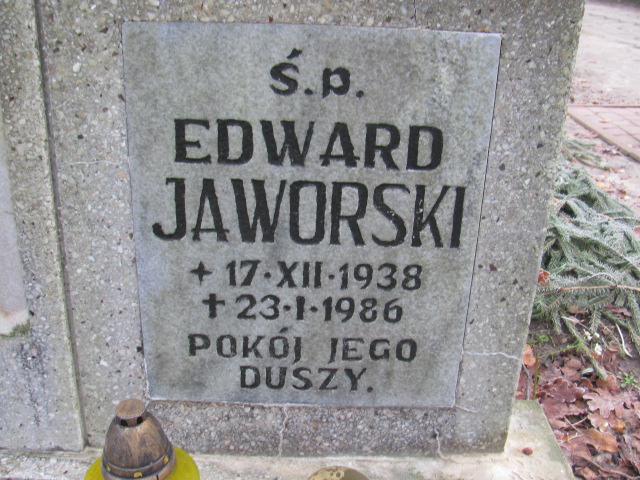 Ś.P.
EDWARD
JAWORSKI
+ 17·XII·1938
+ 23·I·1986
POKÓJ JEGO
DUSZY.